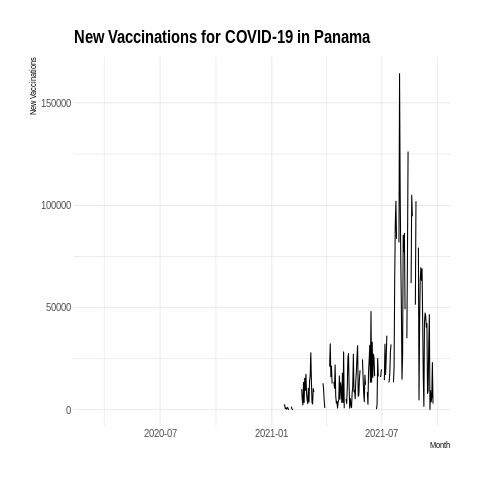 New Vaccinations for COVID-19 in Panama
New Vaccinations
150000
100000
50000
0
2020-07
2021-01
2021-07
Month